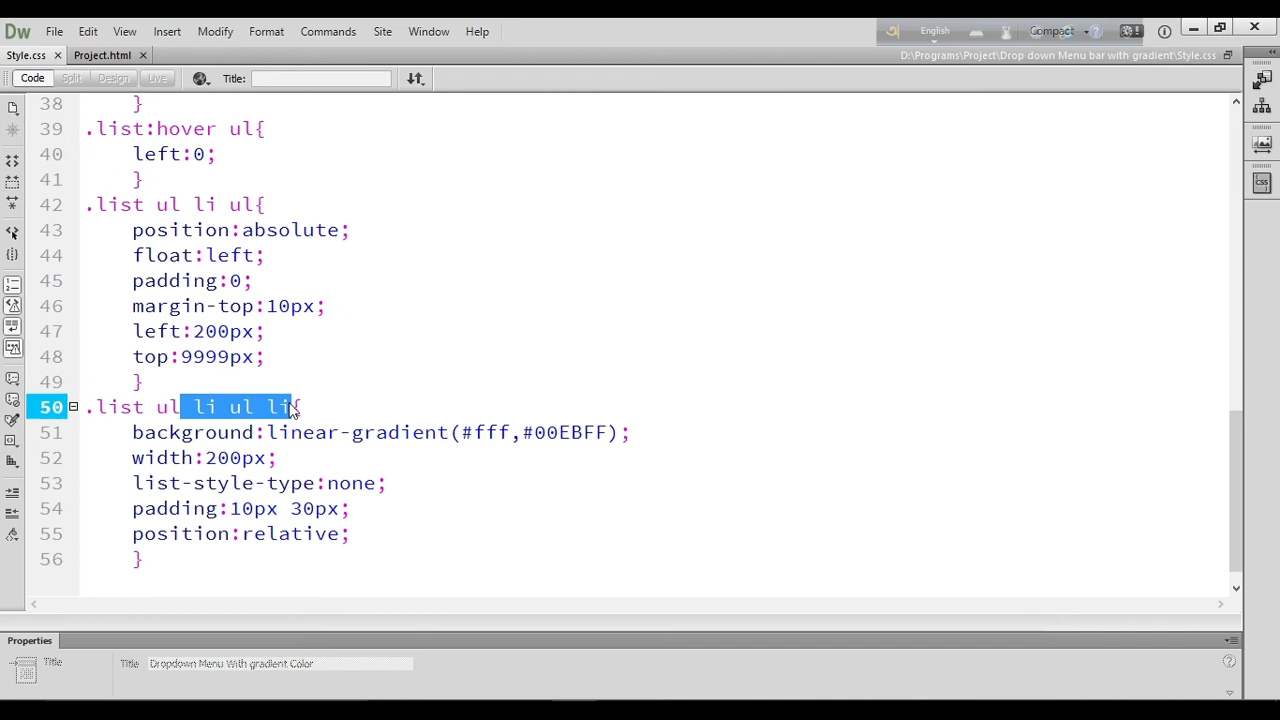 Dw File Edit View Insert Modify Format Commands Site Window Help English Compact
Style.css Project.html D:\Programs\Project\Drop down Menu bar with gradient\Style.css
Code Split Design Live Title:
38 }
39 .list:hover ul{
40 left:0;
41 }
42 .list ul li ul{
43 position:absolute;
44 float:left;
45 padding:0;
46 margin-top:10px;
47 left:200px;
48 top:9999px;
49 }
50 .list ul li ul li{
51 background:linear-gradient(#fff,#00EBFF);
52 width:200px;
53 list-style-type:none;
54 padding:10px 30px;
55 position:relative;
56 }
Properties
Title Title Dropdown Menu With gradient Color
CSS